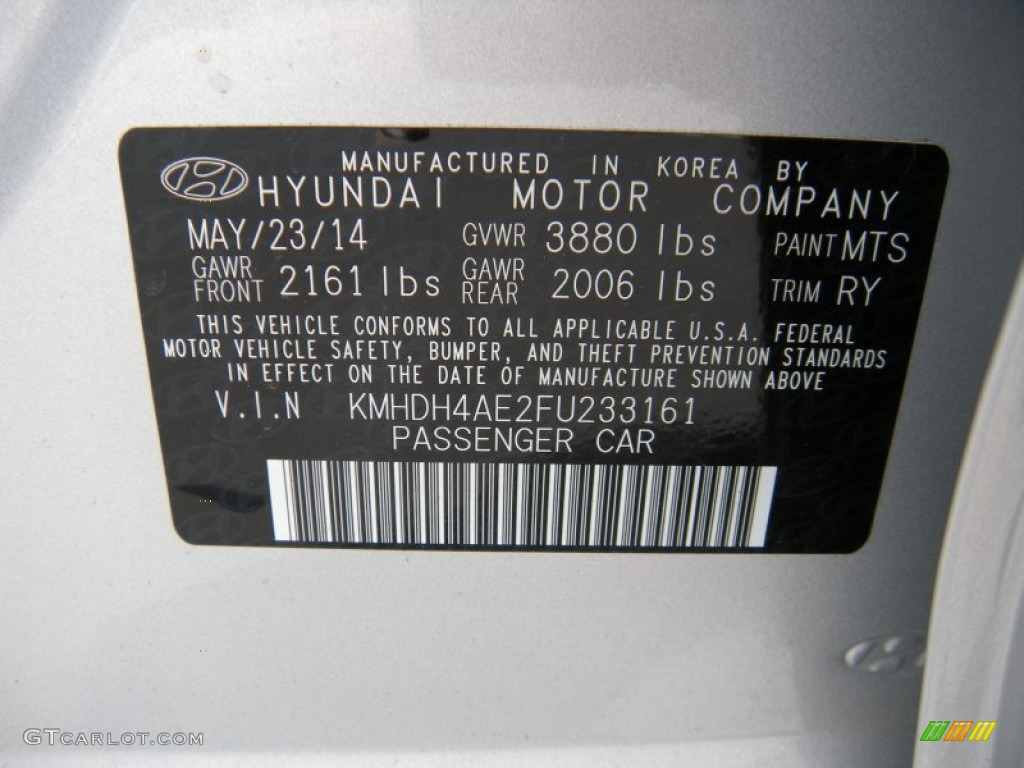 MANUFACTURED IN KOREA BY
HYUNDAI MOTOR COMPANY
MAY/23/14 GVWR 3880 lbs PAINT MTS
GAWR FRONT 2161 lbs GAWR REAR 2006 lbs TRIM RY
THIS VEHICLE CONFORMS TO ALL APPLICABLE U.S.A. FEDERAL
MOTOR VEHICLE SAFETY, BUMPER, AND THEFT PREVENTION STANDARDS
IN EFFECT ON THE DATE OF MANUFACTURE SHOWN ABOVE
V.I.N KMHDH4AE2FU233161
PASSENGER CAR
GTCARLOT.COM